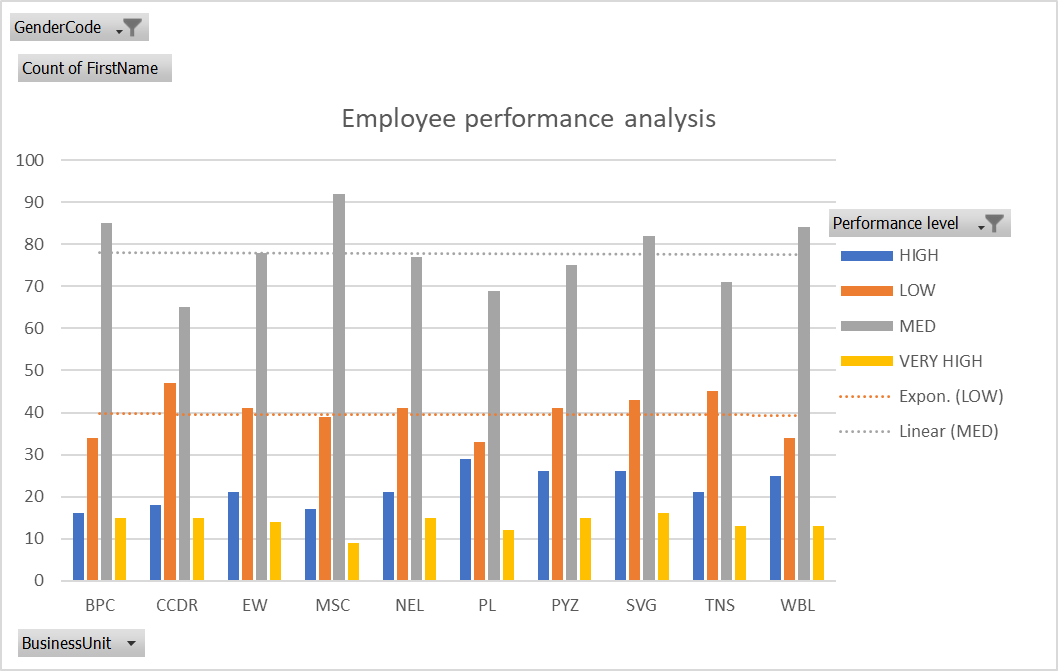 GenderCode
Count of FirstName
Employee performance analysis
100
90
80
70
60
50
40
30
20
10
0
BPC CCDR EW MSC NEL PL PYZ SVG TNS WBL
Performance level
HIGH
LOW
MED
VERY HIGH
Expon. (LOW)
Linear (MED)
BusinessUnit